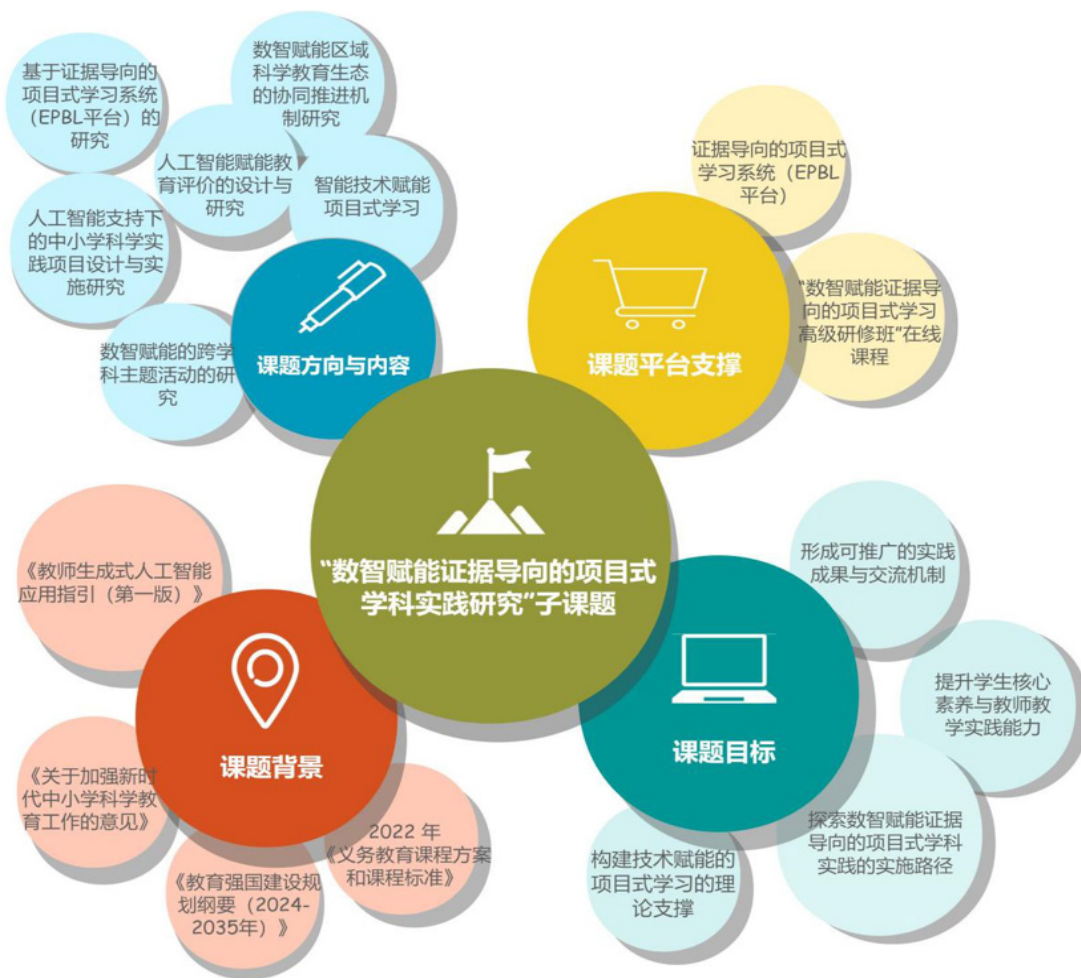 基于证据导向的
项目式学习系统
（EPBL平台）的
研究
数智赋能区域
科学教育生态
的协同推进机
制研究
人工智能赋能教
育评价的设计与
研究
智能技术赋能
项目式学习
人工智能支持下
的中小学科学实
践项目设计与实
施研究
数智赋能的跨学
科主题活动的研
究
课题方向与内容
证据导向的项目式
学习系统（EPBL
平台）
“数智赋能证据导
向的项目式学习
高级研修班”在线
课程
课题平台支撑
“数智赋能证据导向的项目式
学科实践研究”子课题
《教师生成式人工智能
应用指引（第一版）》
课题背景
《关于加强新时
代中小学科学教
育工作的意见》
《教育强国建设规
划纲要（2024-
2035年）》
2022 年
《义务教育课程方案
和课程标准》
形成可推广的实践
成果与交流机制
提升学生核心
素养与教师教
学实践能力
课题目标
探索数智赋能证据
导向的项目式学科
实践的实施路径
构建技术赋能的
项目式学习的理
论支撑